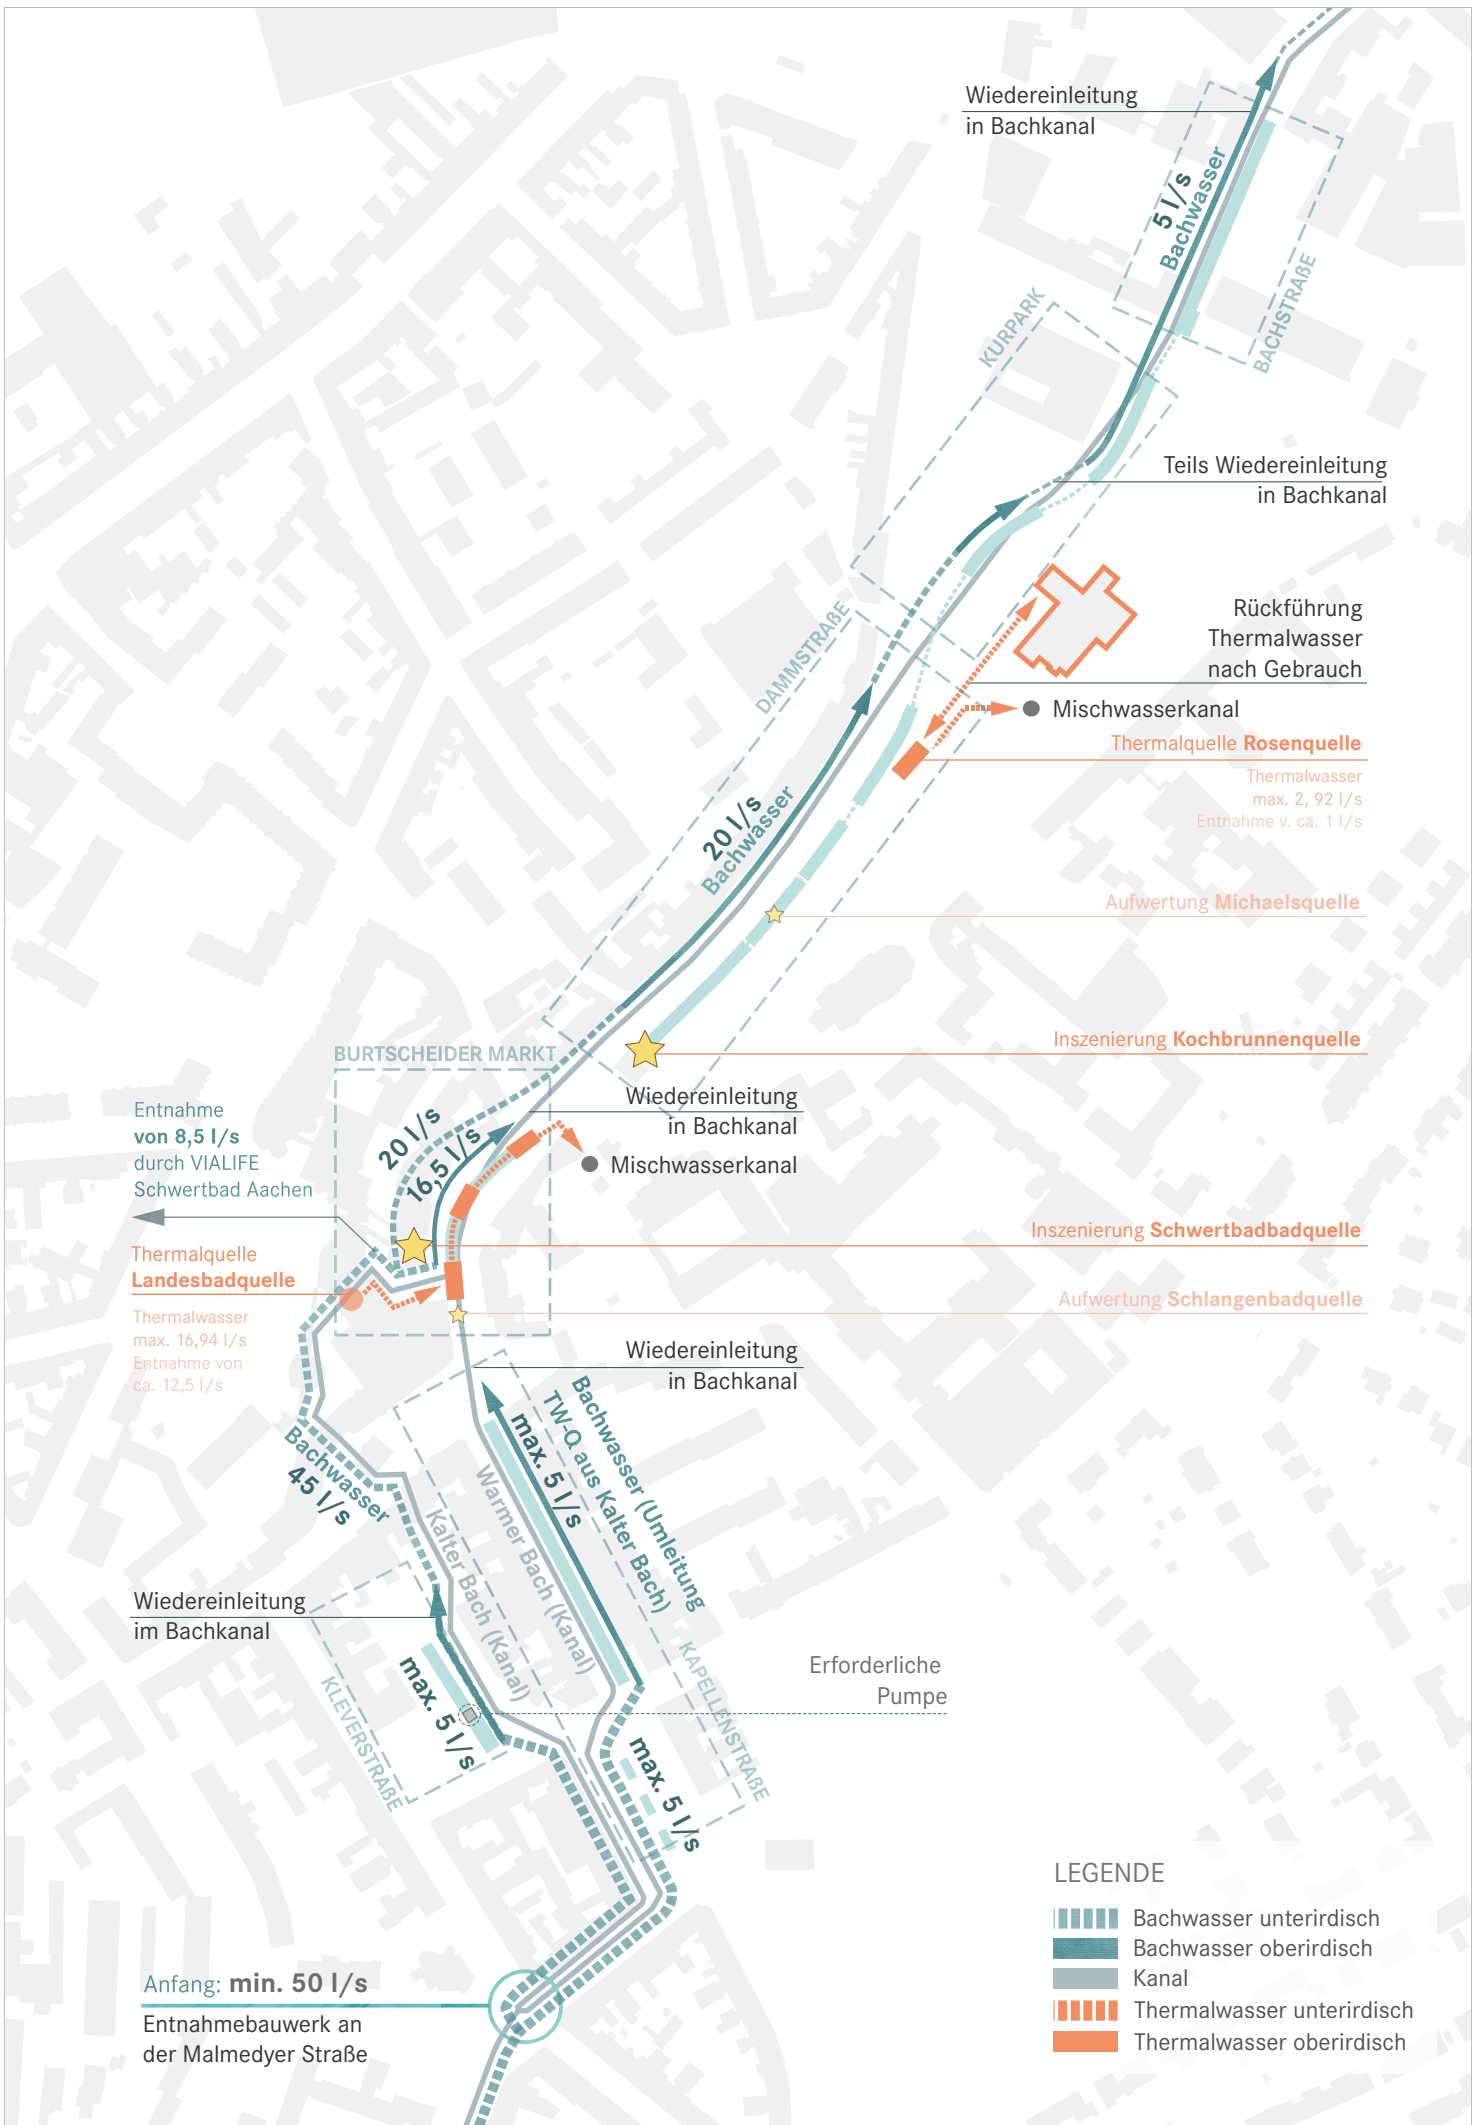 Wiedereinleitung
in Bachkanal
5 l/s
Bachwasser
BACHSTRAßE
KURPARK
Teils Wiedereinleitung
in Bachkanal
Rückführung
Thermalwasser
nach Gebrauch
DAMMSTRAßE
Mischwasserkanal
Thermalquelle Rosenquelle
Thermalwasser
max. 2, 92 l/s
Entnahme v. ca. 1 l/s
20 l/s
Bachwasser
Aufwertung Michaelsquelle
Inszenierung Kochbrunnenquelle
BURTSCHEIDER MARKT
Wiedereinleitung
in Bachkanal
Entnahme
von 8,5 l/s
durch VIALIFE
Schwertbad Aachen
20 l/s
16,5 l/s
Mischwasserkanal
Inszenierung Schwertbadbadquelle
Thermalquelle
Landesbadquelle
Thermalwasser
max. 16,94 l/s
Entnahme von
ca. 12,5 l/s
Aufwertung Schlangenbadquelle
Wiedereinleitung
in Bachkanal
Bachwasser (Umleitung
TW-Q aus Kalter Bach)
max. 5 l/s
Bachwasser
45 l/s
Warmer Bach (Kanal)
Kalter Bach (Kanal)
Wiedereinleitung
im Bachkanal
max. 5 l/s
KLEVERSTRAßE
KAPELLENSTRAßE
Erforderliche
Pumpe
max. 5 l/s
LEGENDE
Bachwasser unterirdisch
Bachwasser oberirdisch
Kanal
Thermalwasser unterirdisch
Thermalwasser oberirdisch
Anfang: min. 50 l/s
Entnahmebauwerk an
der Malmedyer Straße